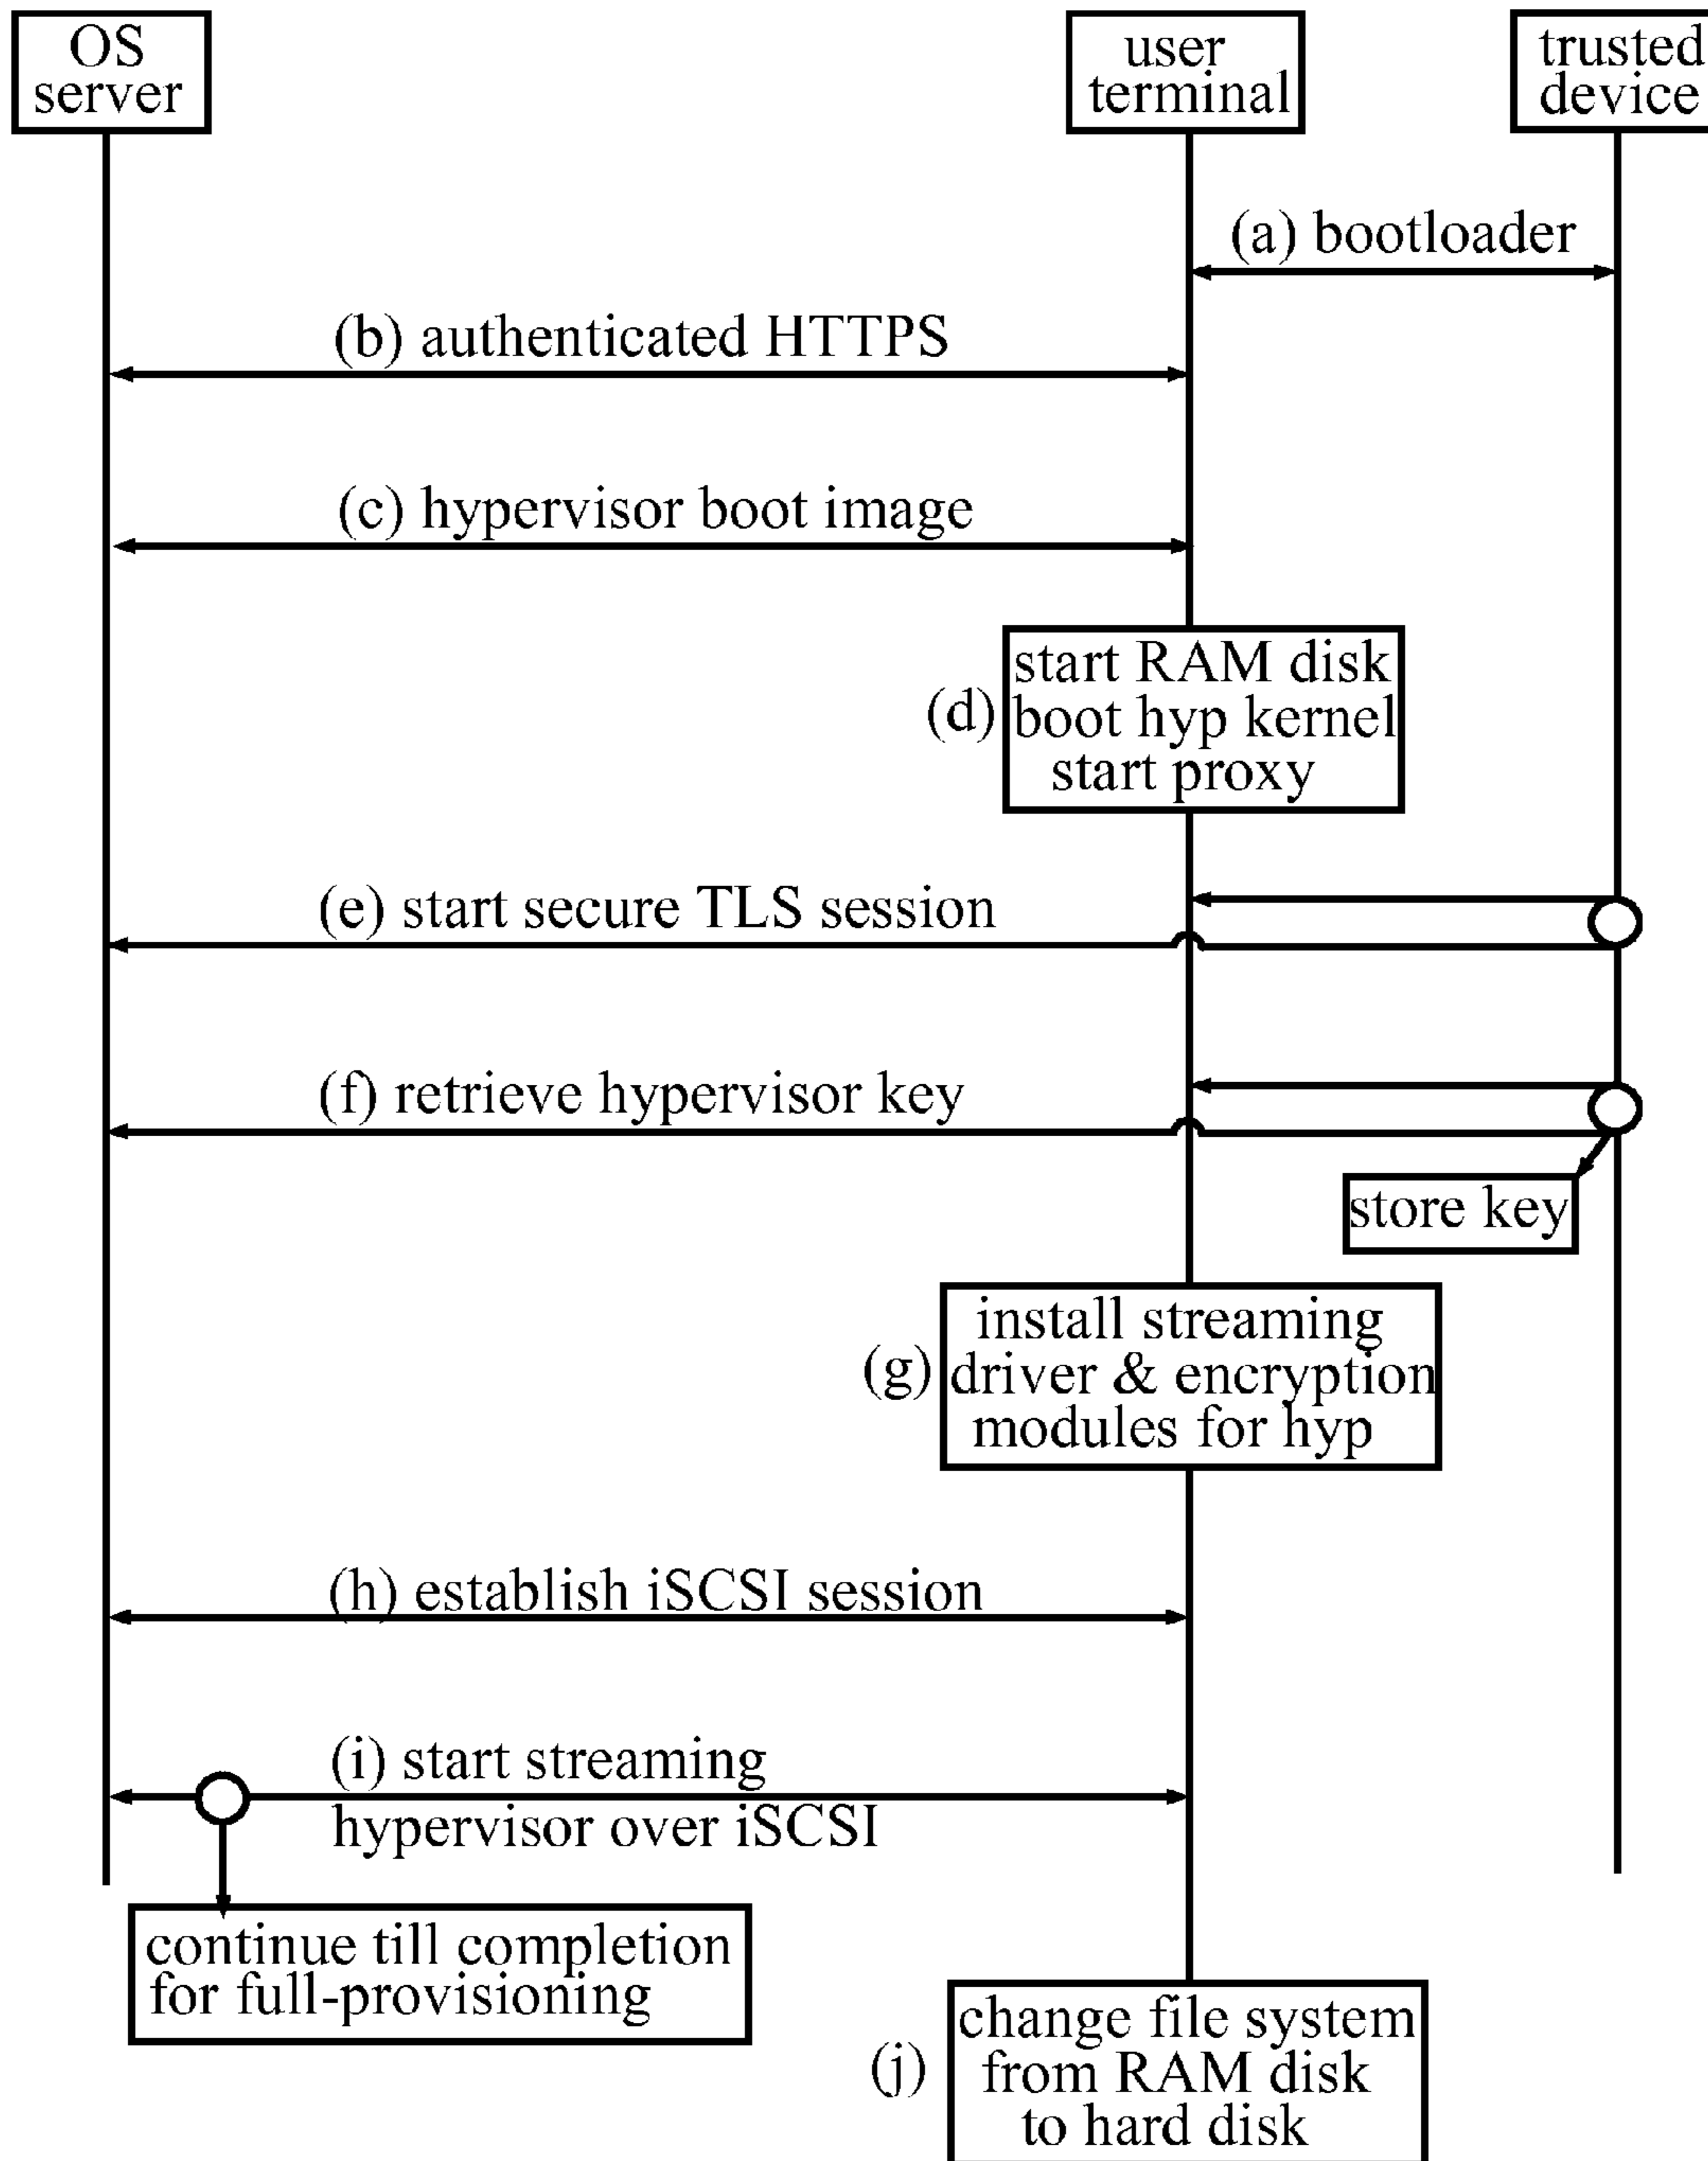 OS
server
user
terminal
trusted
device
(a) bootloader
(b) authenticated HTTPS
(c) hypervisor boot image
(d)
start RAM disk
boot hyp kernel
start proxy
(e) start secure TLS session
(f) retrieve hypervisor key
store key
(g)
install streaming
driver & encryption
modules for hyp
(h) establish iSCSI session
(i) start streaming
hypervisor over iSCSI
continue till completion
for full-provisioning
(j)
change file system
from RAM disk
to hard disk